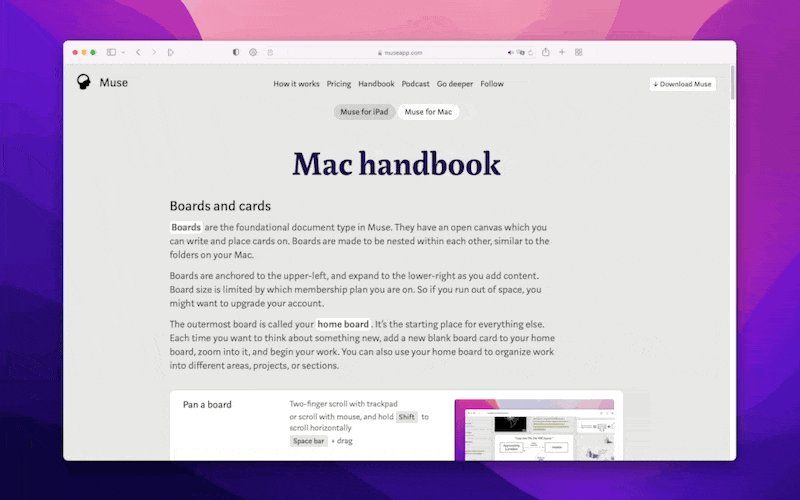 museapp.com
Muse
How it works Pricing Handbook Podcast Go deeper Follow
↓ Download Muse
Muse for iPad Muse for Mac
Mac handbook
Boards and cards
Boards are the foundational document type in Muse. They have an open canvas which you
can write and place cards on. Boards are made to be nested within each other, similar to the
folders on your Mac.
Boards are anchored to the upper-left, and expand to the lower-right as you add content.
Board size is limited by which membership plan you are on. So if you run out of space, you
might want to upgrade your account.
The outermost board is called your home board. It's the starting place for everything else.
Each time you want to think about something new, add a new blank board card to your home
board, zoom into it, and begin your work. You can also use your home board to organize work
into different areas, projects, or sections.
Pan a board
Two-finger scroll with trackpad
or scroll with mouse, and hold Shift to
scroll horizontally
Space bar + drag